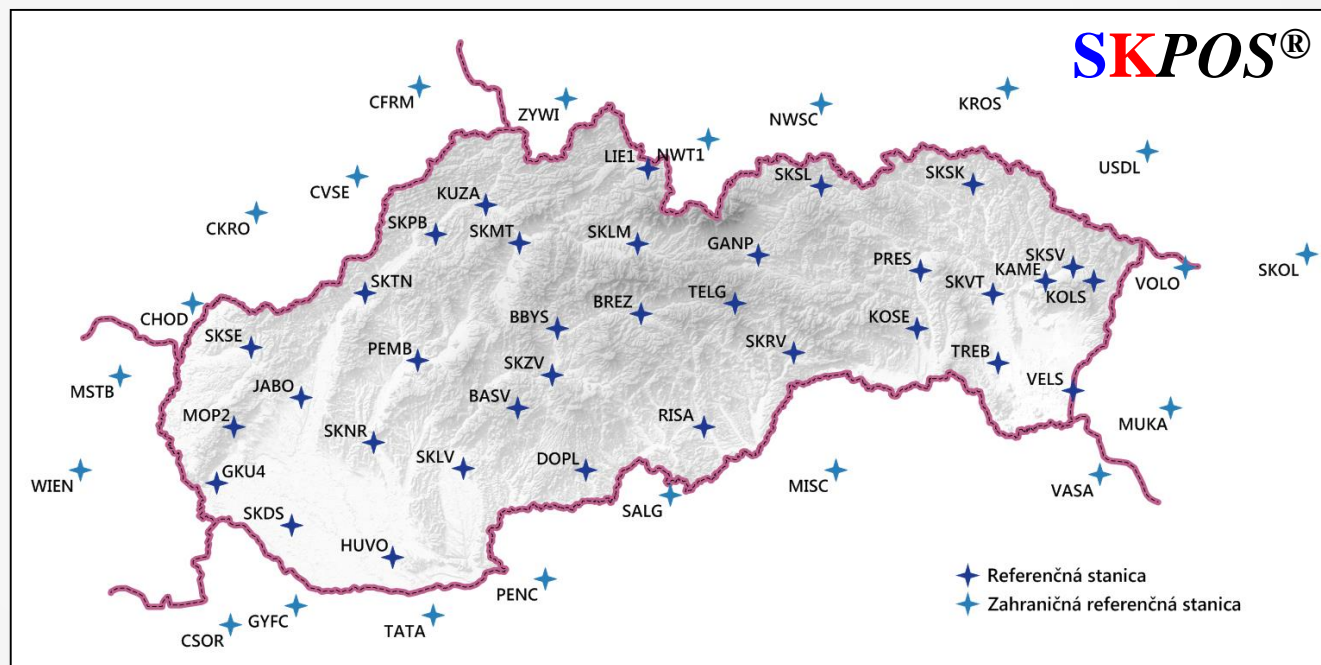 SKPOS®
CFRM
ZYWI
NWSC
KROS
NWT1
LIE1
USDL
CVSE
SKSL
SKSK
KUZA
CKRO
SKPB
SKMT
SKLM
GANP
PRES
SKSV
KAME
KOLS
SKVT
VOLO
SKOL
CHOD
SKTN
BREZ
TELG
BBYS
KOSE
SKSE
PEMB
SKRV
TREB
SKZV
VELS
MSTB
JABO
BASV
MOP2
RISA
MUKA
SKNR
SKLV
DOPL
GKU4
WIEN
MISC
VASA
SALG
SKDS
HUVO
PENC
GYFC
TATA
CSOR
Referenčná stanica
Zahraničná referenčná stanica